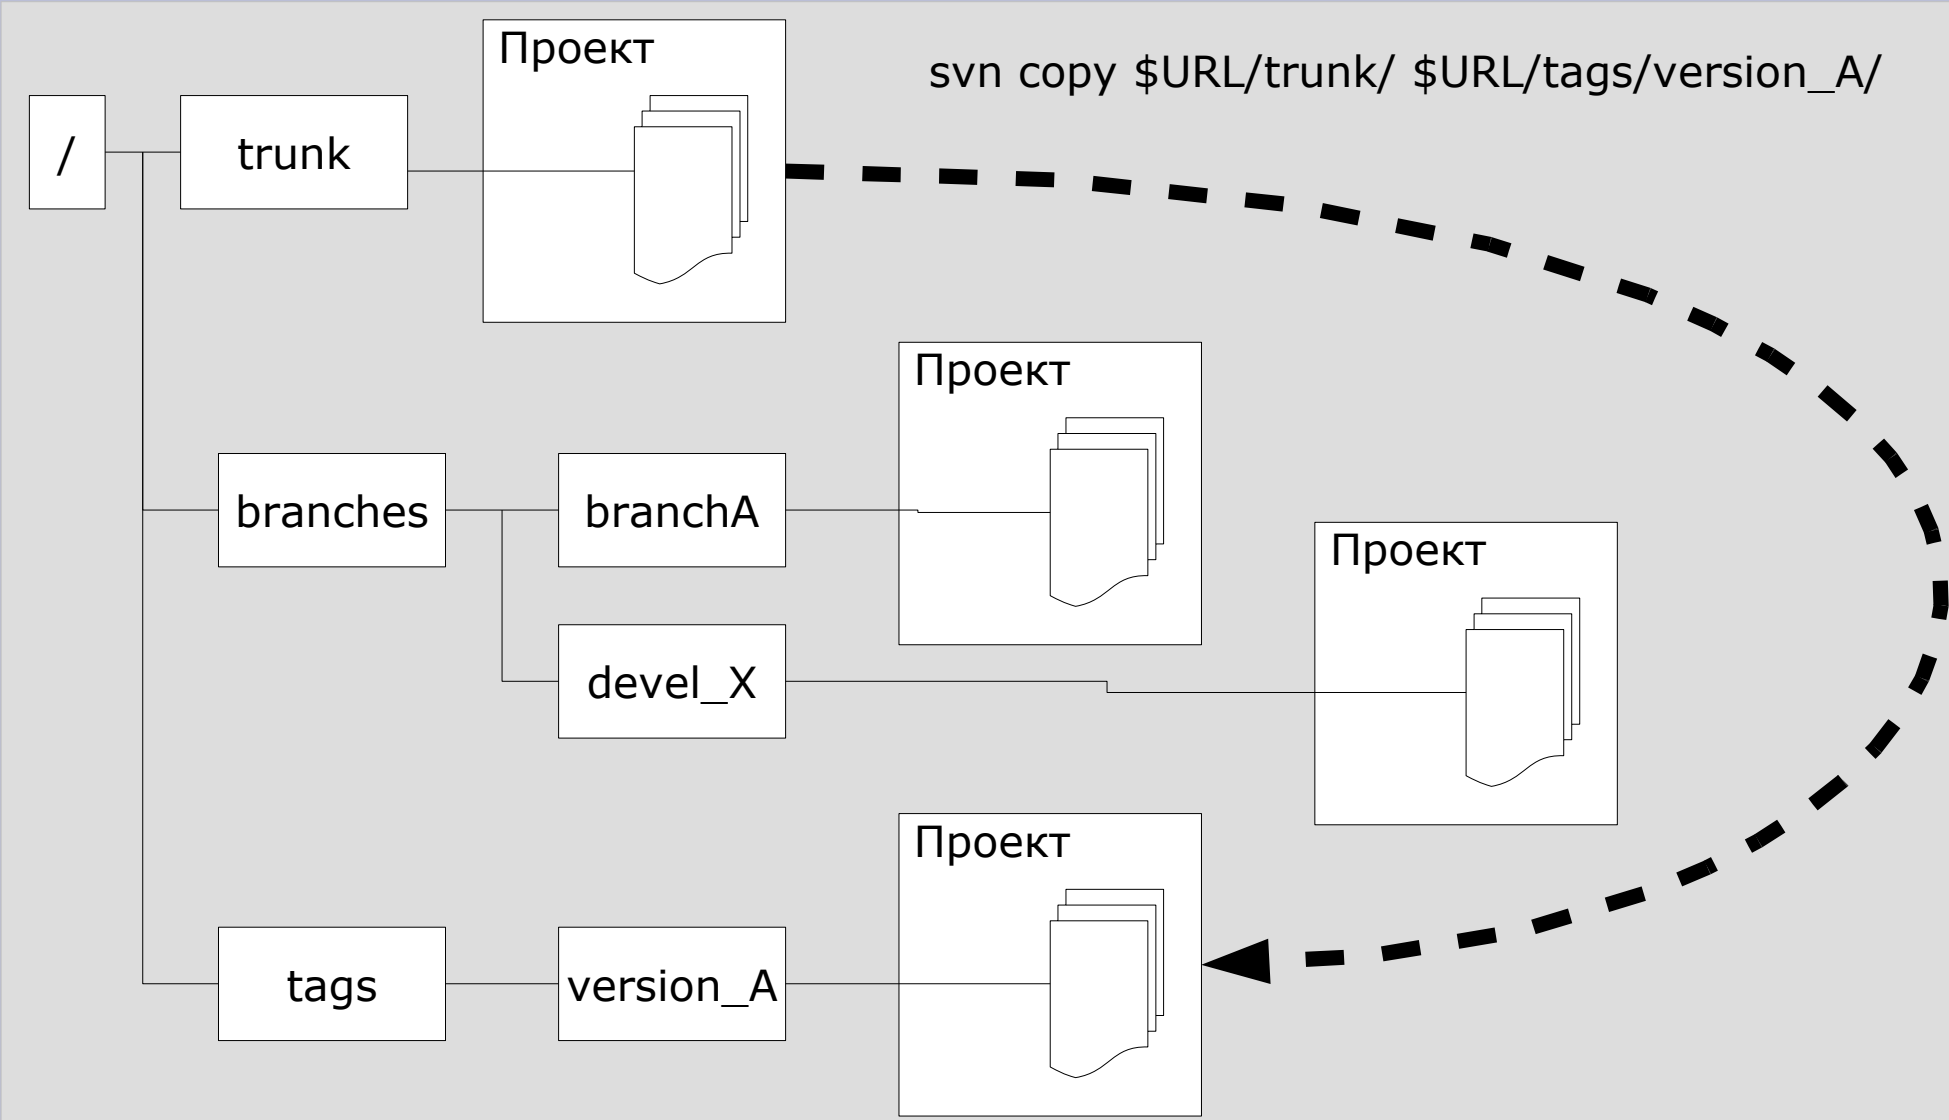 Проект
svn copy $URL/trunk/ $URL/tags/version_A/
/
trunk
Проект
branches
branchA
Проект
devel_X
Проект
tags
version_A